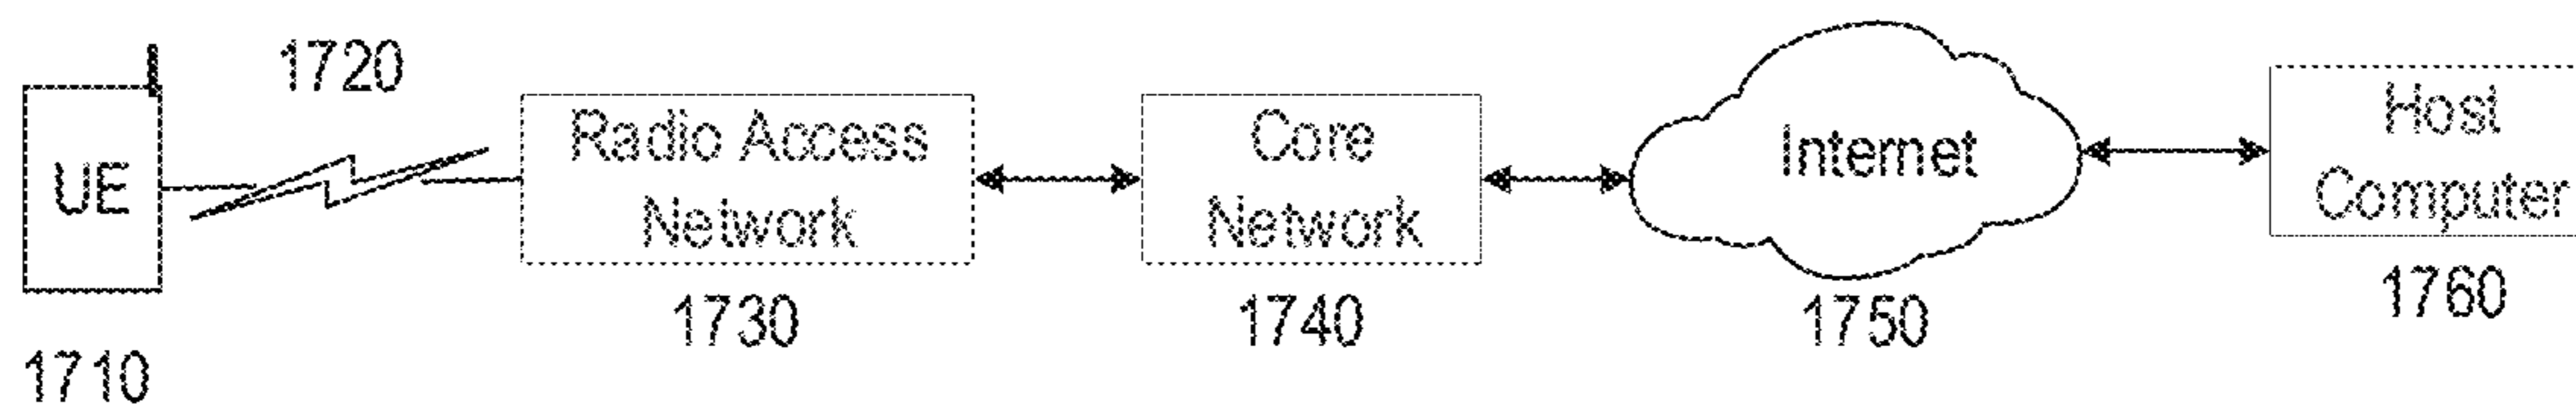 1720
UE
Radio Access
Network
Core
Network
Internet
Host
Computer
1710
1730
1740
1750
1760